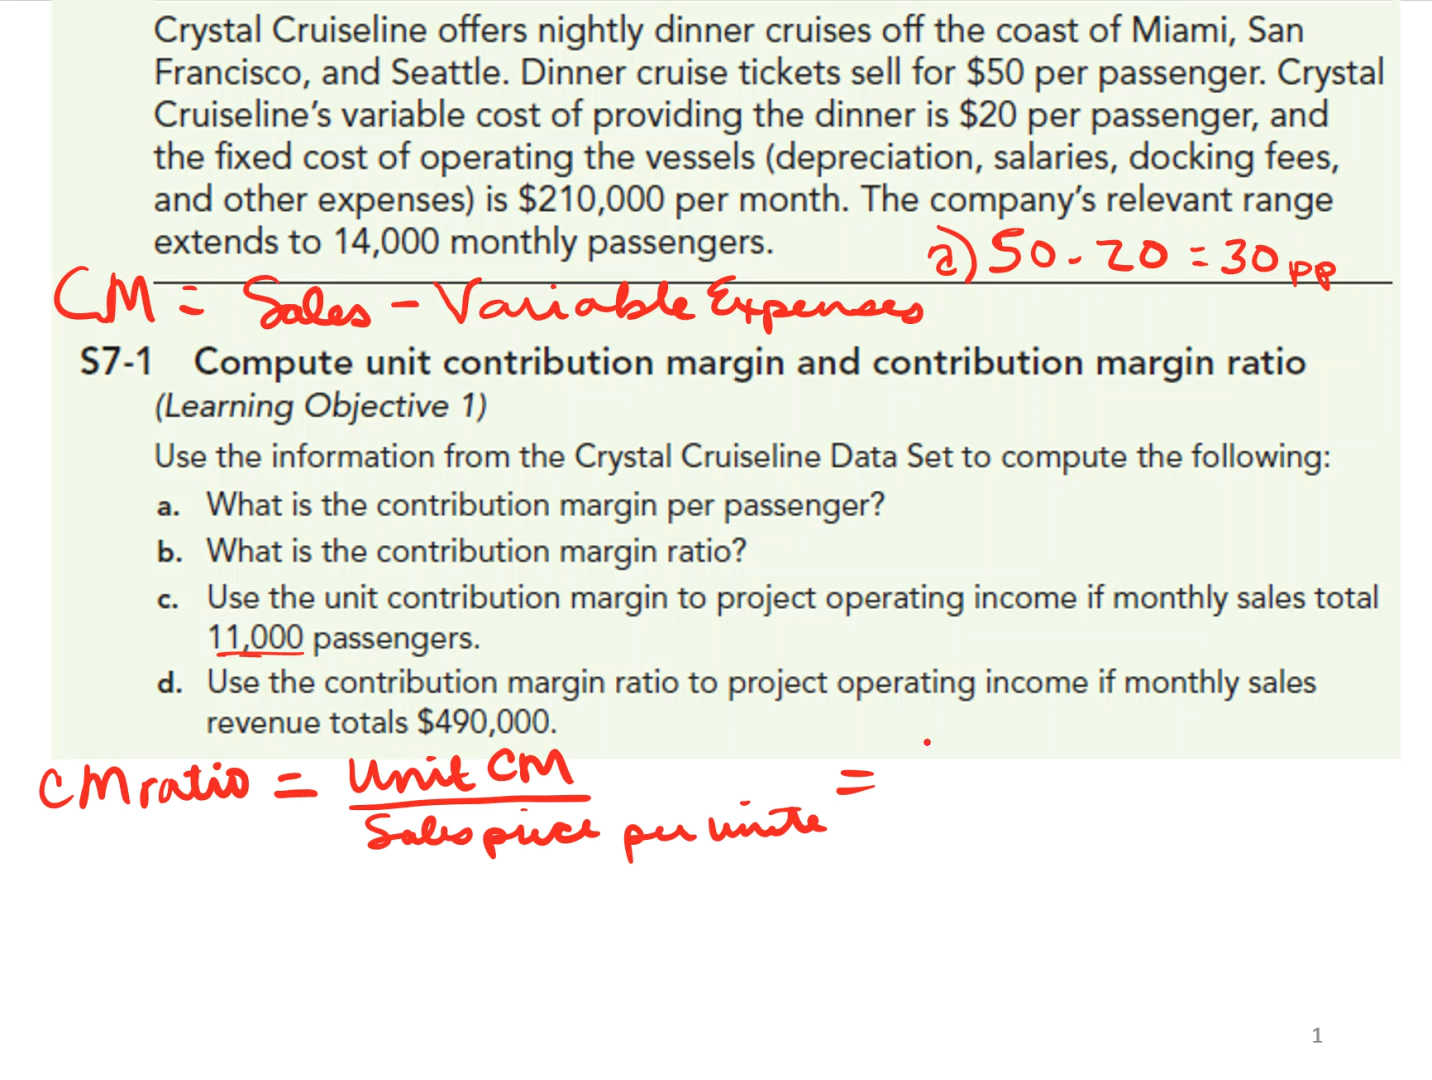 Crystal Cruiseline offers nightly dinner cruises off the coast of Miami, San
Francisco, and Seattle. Dinner cruise tickets sell for $50 per passenger. Crystal
Cruiseline’s variable cost of providing the dinner is $20 per passenger, and
the fixed cost of operating the vessels (depreciation, salaries, docking fees,
and other expenses) is $210,000 per month. The company’s relevant range
extends to 14,000 monthly passengers.
a) 50 - 20 = 30 pp
CM = Sales - Variable Expenses
S7-1 Compute unit contribution margin and contribution margin ratio
(Learning Objective 1)
Use the information from the Crystal Cruiseline Data Set to compute the following:
a. What is the contribution margin per passenger?
b. What is the contribution margin ratio?
c. Use the unit contribution margin to project operating income if monthly sales total
11,000 passengers.
d. Use the contribution margin ratio to project operating income if monthly sales
revenue totals $490,000.
CM ratio = Unit CM =
Sales price per unite
1